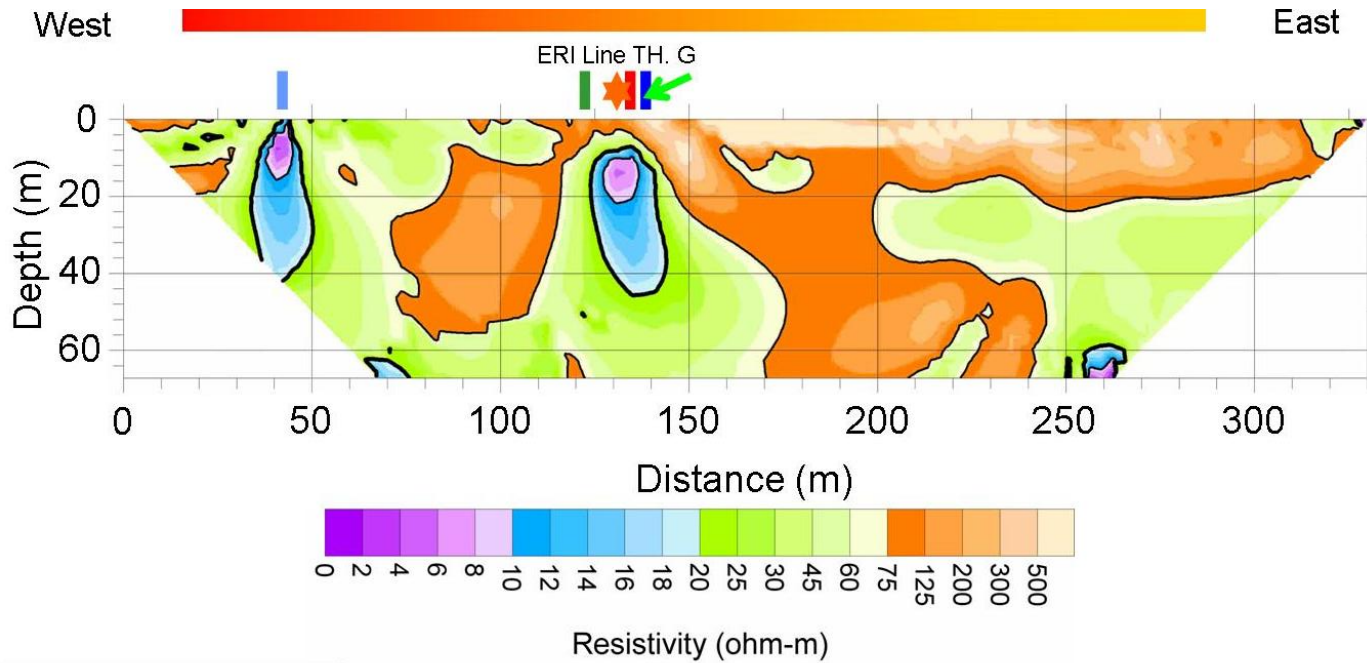 West
East
ERI Line TH. G
0
20
40
60
Depth (m)
0 50 100 150 200 250 300
Distance (m)
0 2 4 6 8 10 12 14 16 18 20 25 30 45 60 75 125 200 300 500
Resistivity (ohm-m)